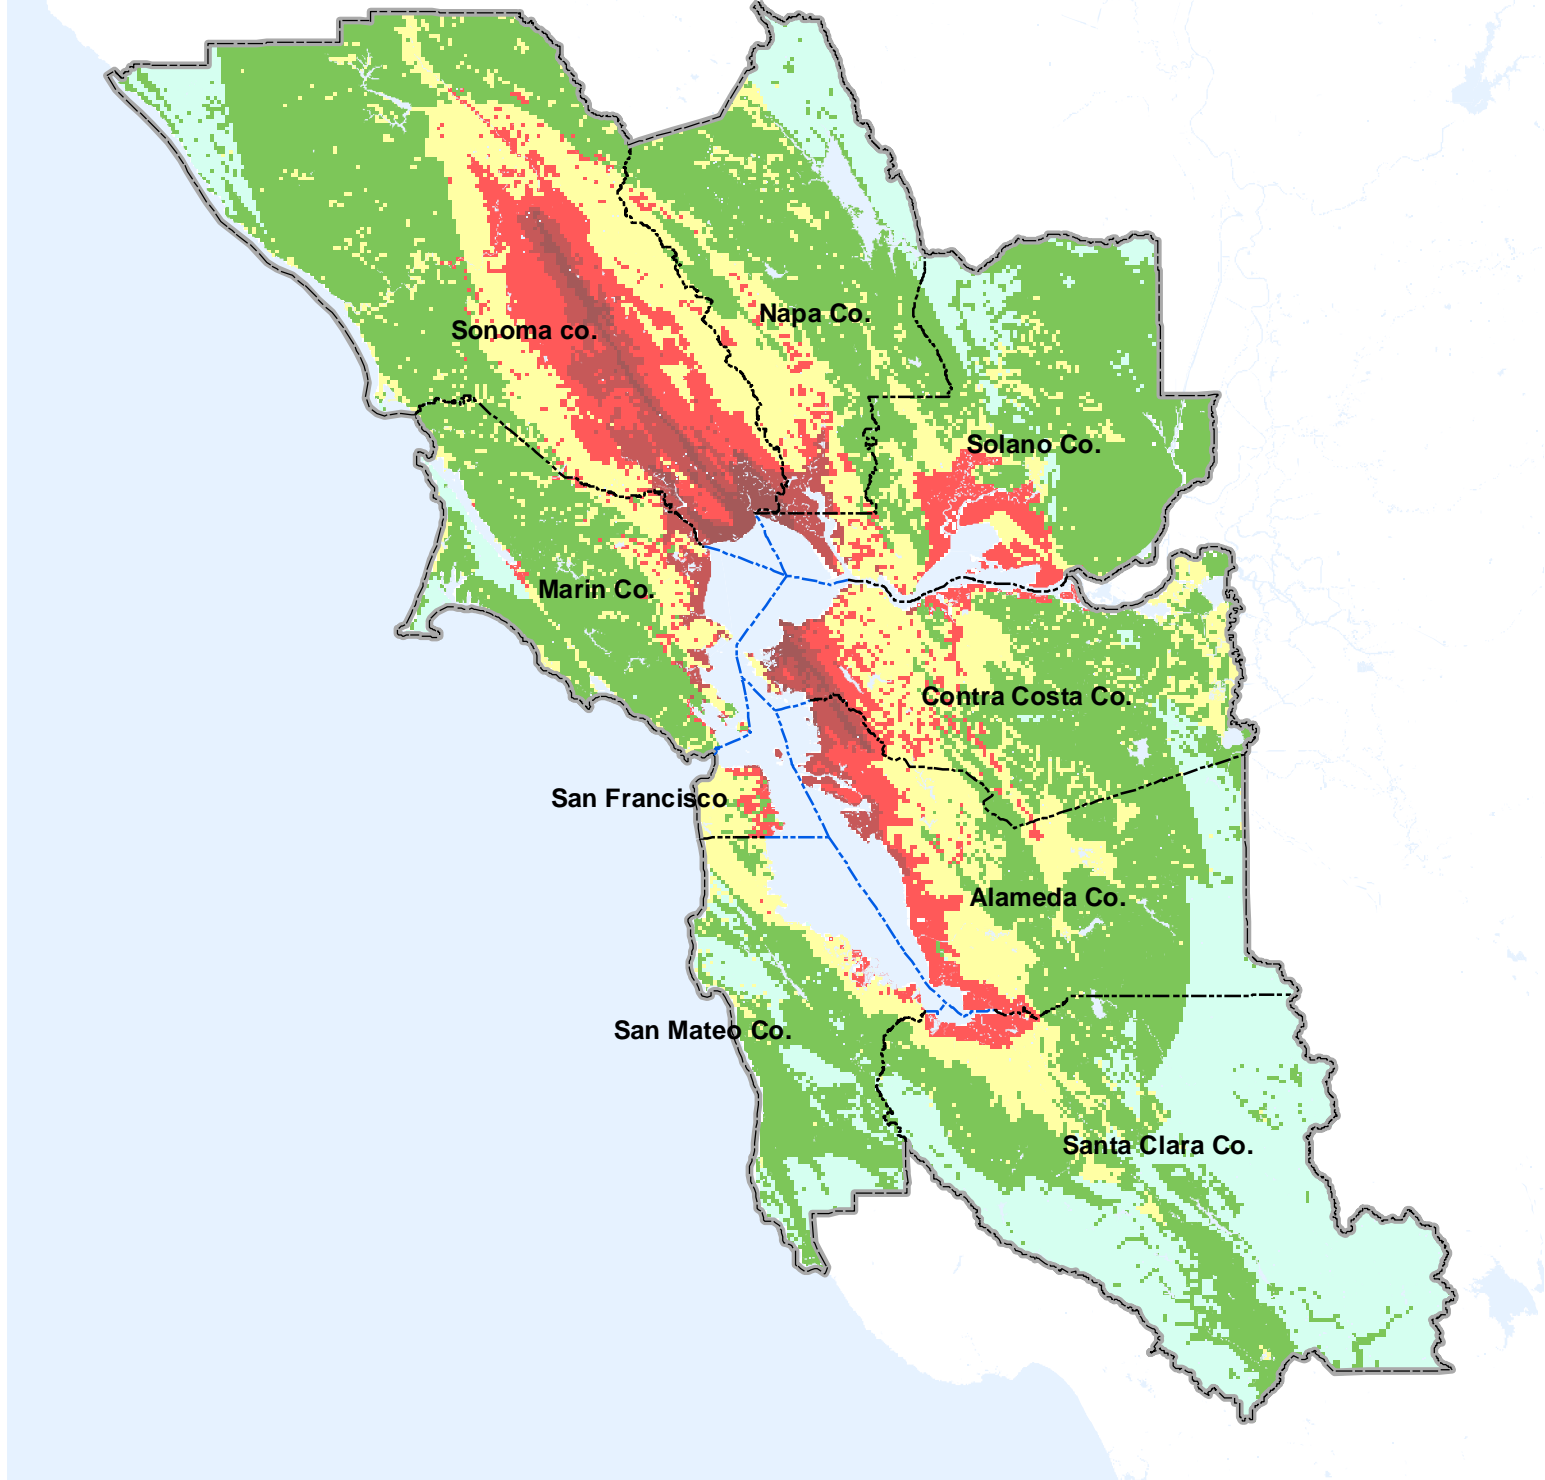 Napa Co.
Sonoma co.
Solano Co.
Marin Co.
Contra Costa Co.
San Francisco
Alameda Co.
San Mateo Co.
Santa Clara Co.